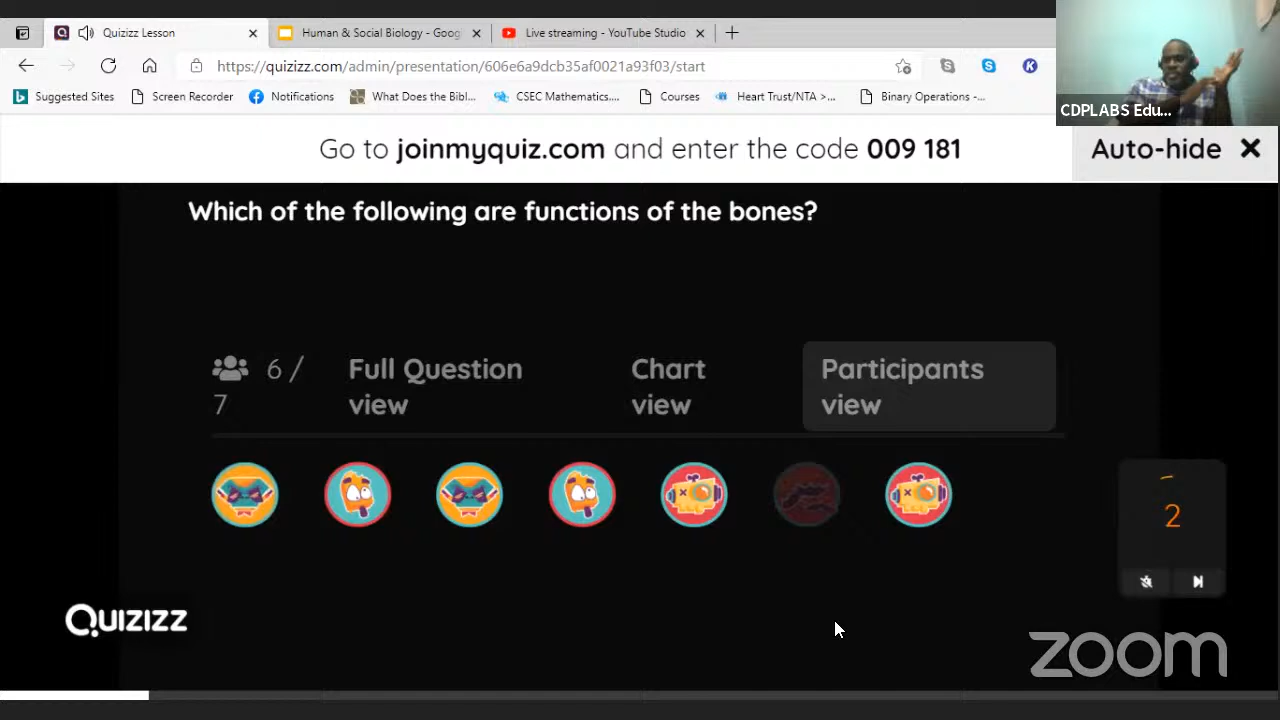 Quizizz Lesson
Human & Social Biology - Goog
Live streaming - YouTube Studio
https://quizizz.com/admin/presentation/606e6a9dcb35af0021a93f03/start
Suggested Sites
Screen Recorder
Notifications
What Does the Bibl...
CSEC Mathematics....
Courses
Heart Trust/NTA >...
Binary Operations -...
CDPLABS Edu...
Go to joinmyquiz.com and enter the code 009 181
Auto-hide
Which of the following are functions of the bones?
6 /
7
Full Question
view
Chart
view
Participants
view
2
QUIZIZZ
zoom